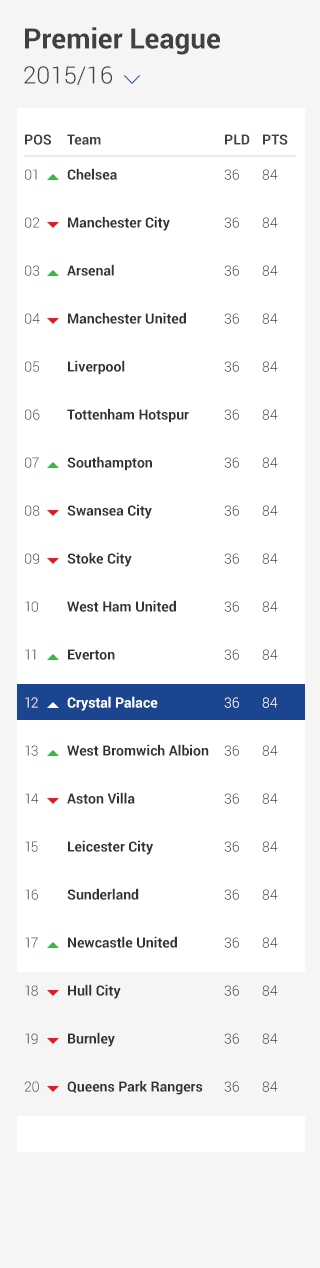 Premier League
2015/16
POS Team PLD PTS
01 Chelsea 36 84
02 Manchester City 36 84
03 Arsenal 36 84
04 Manchester United 36 84
05 Liverpool 36 84
06 Tottenham Hotspur 36 84
07 Southampton 36 84
08 Swansea City 36 84
09 Stoke City 36 84
10 West Ham United 36 84
11 Everton 36 84
12 Crystal Palace 36 84
13 West Bromwich Albion 36 84
14 Aston Villa 36 84
15 Leicester City 36 84
16 Sunderland 36 84
17 Newcastle United 36 84
18 Hull City 36 84
19 Burnley 36 84
20 Queens Park Rangers 36 84